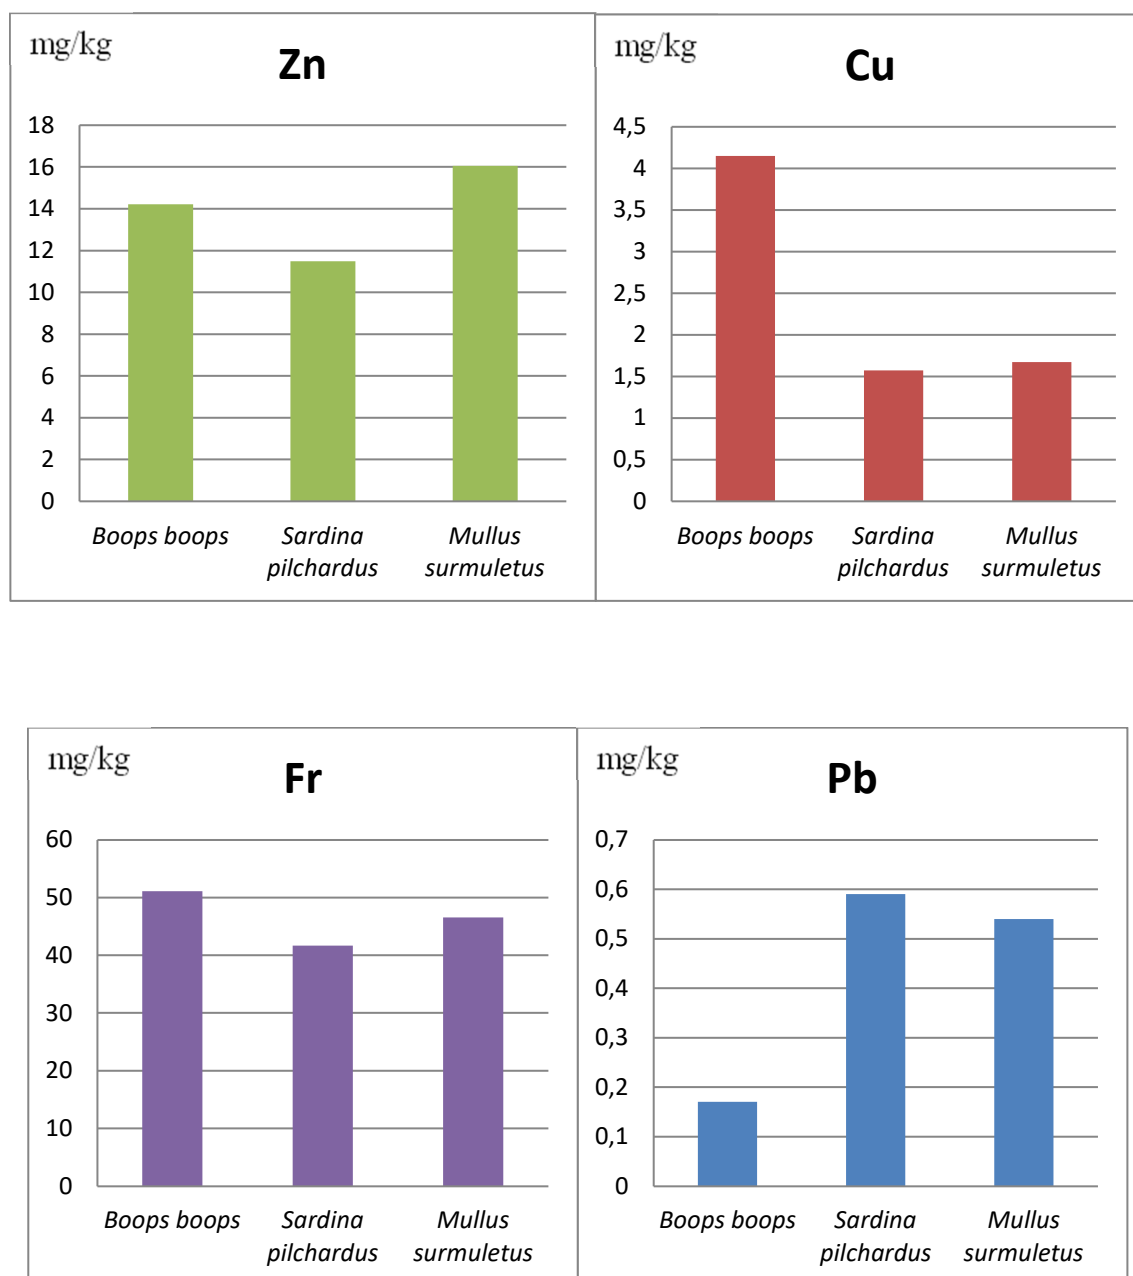 mg/kg
Zn
18
16
14
12
10
8
6
4
2
0
Boops boops
Sardina
pilchardus
Mullus
surmuletus
mg/kg
Cu
4,5
4
3,5
3
2,5
2
1,5
1
0,5
0
Boops boops
Sardina
pilchardus
Mullus
surmuletus
mg/kg
Fr
60
50
40
30
20
10
0
Boops boops
Sardina
pilchardus
Mullus
surmuletus
mg/kg
Pb
0,7
0,6
0,5
0,4
0,3
0,2
0,1
0
Boops boops
Sardina
pilchardus
Mullus
surmuletus